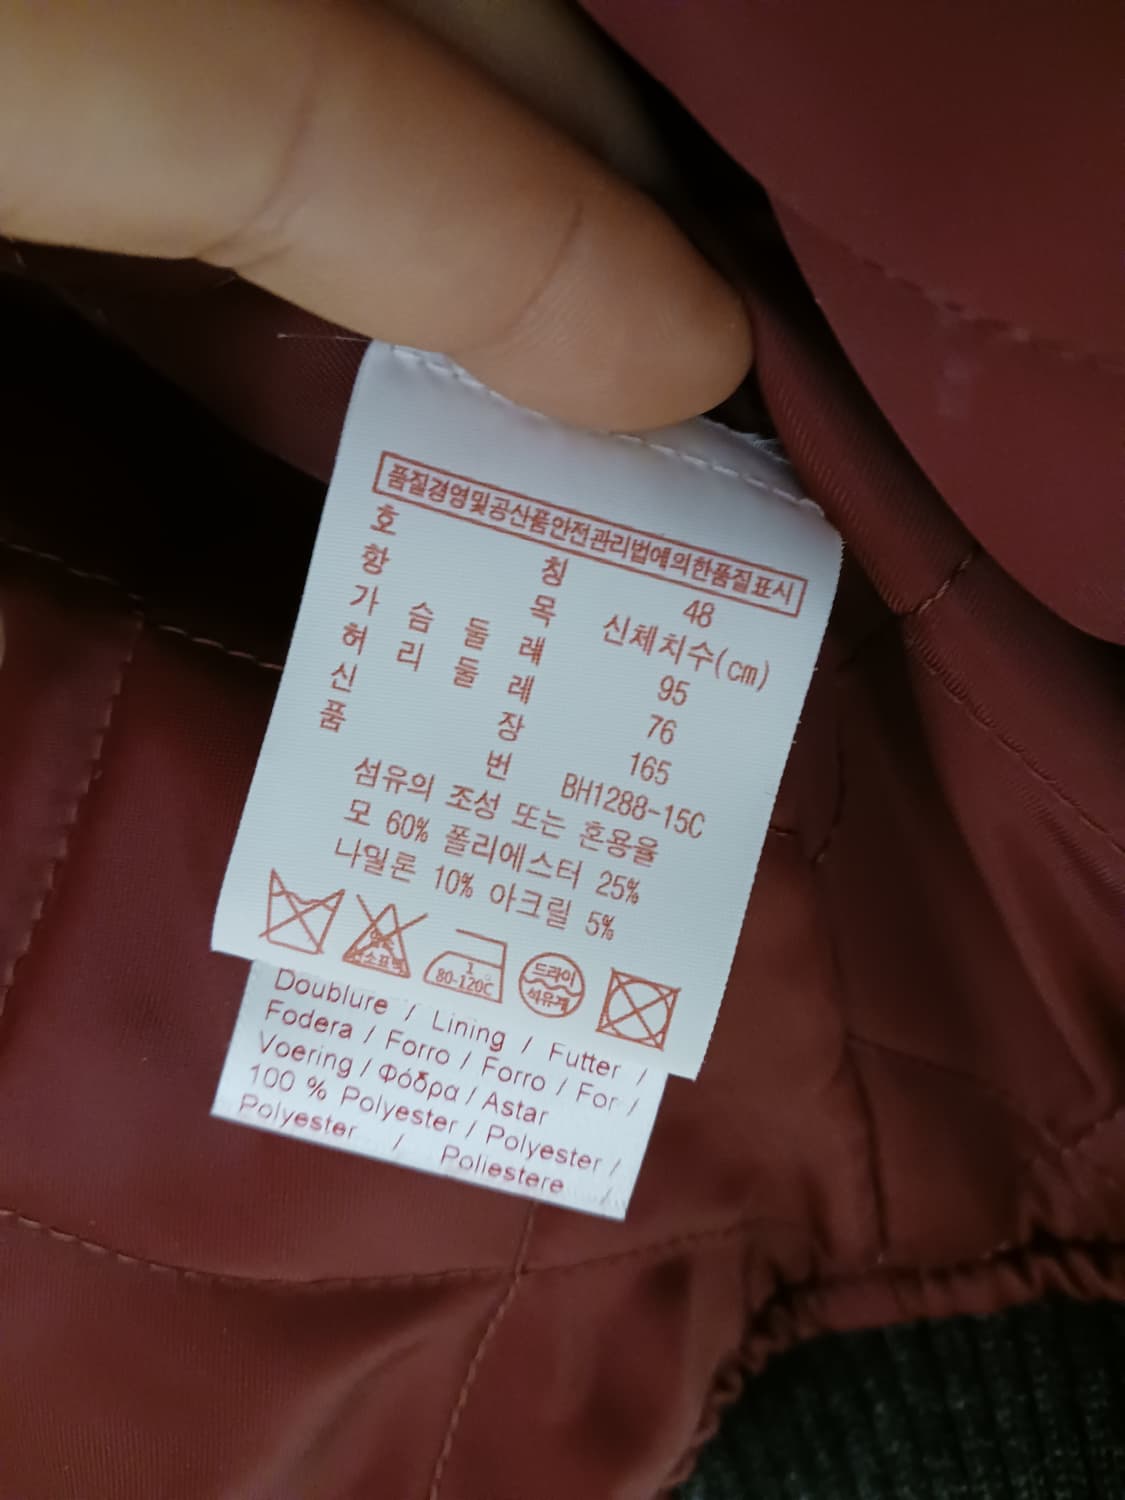 품질경영및공산품안전관리법에의한품질표시
호 칭 48
항 목 신체치수(cm)
가 슴 둘 레 95
허 리 둘 레 76
신 장 165
품 번 BH1288-15C
섬유의 조성 또는 혼용율
모 60% 폴리에스터 25%
나일론 10% 아크릴 5%
염소표백
1
80-120C
드라이
석유계
Doublure / Lining / Futter /
Fodera / Forro / Forro / For /
Voering / Φόδρα / Astar
100 % Polyester / Polyester /
Polyester / Poliestere /